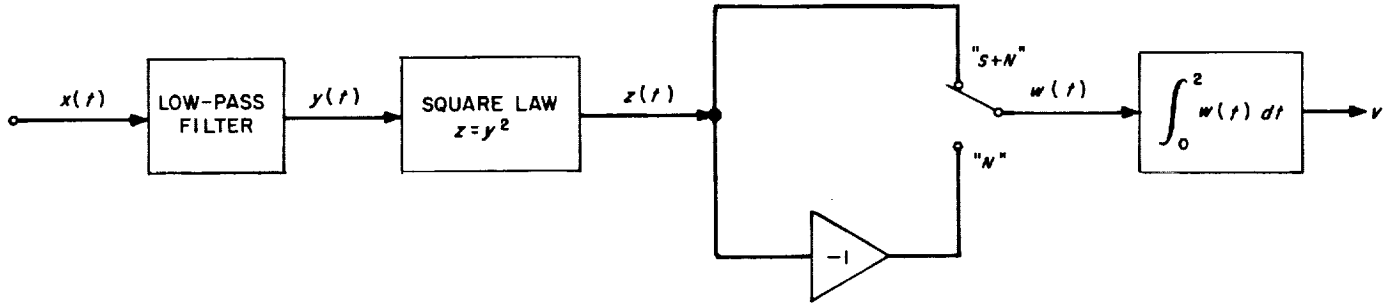 x(t)
LOW-PASS
FILTER
y(t)
SQUARE LAW
z=y²
z(t)
"S+N"
w(t)
"N"
∫₀² w(t) dt
v
−1